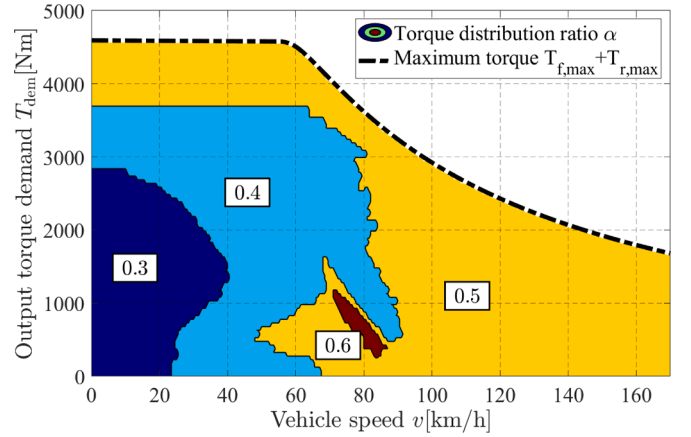 5000
4000
3000
2000
1000
0
Output torque demand T_dem[Nm]
Torque distribution ratio α
Maximum torque T_f,max+T_r,max
0.4
0.3
0.5
0.6
0 20 40 60 80 100 120 140 160
Vehicle speed v[km/h]